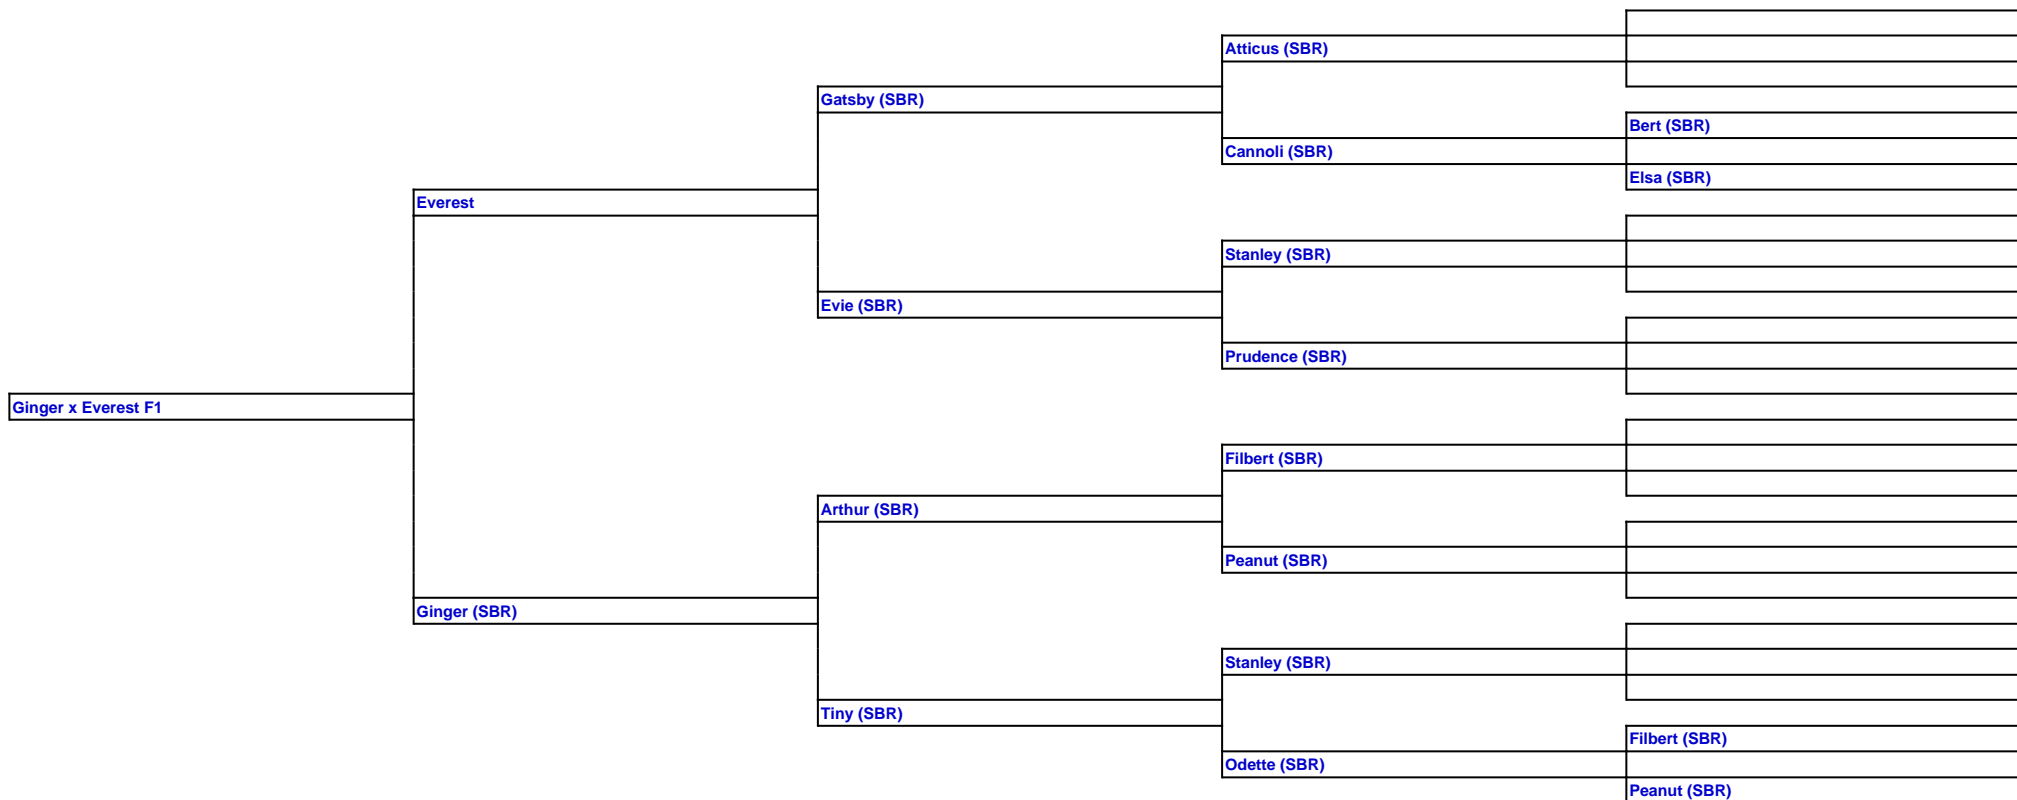 Atticus (SBR)
Gatsby (SBR)
Bert (SBR)
Cannoli (SBR)
Elsa (SBR)
Everest
Stanley (SBR)
Evie (SBR)
Prudence (SBR)
Ginger x Everest F1
Filbert (SBR)
Arthur (SBR)
Peanut (SBR)
Ginger (SBR)
Stanley (SBR)
Tiny (SBR)
Filbert (SBR)
Odette (SBR)
Peanut (SBR)